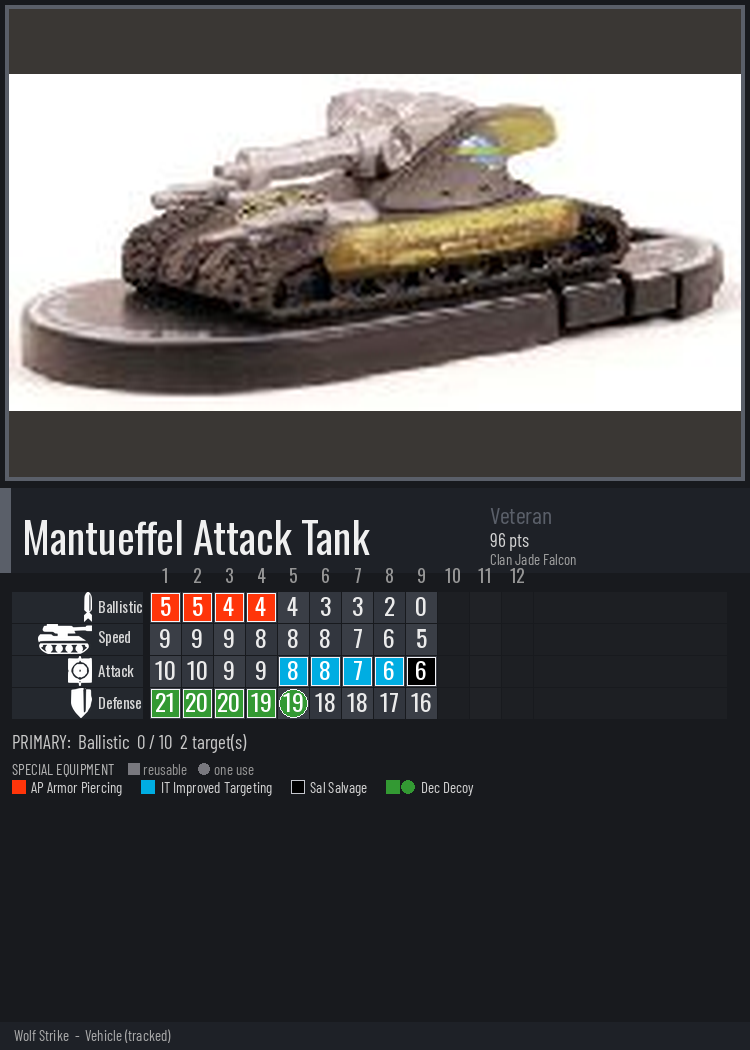 Mantueffel Attack Tank
Veteran
96 pts
Clan Jade Falcon
1 2 3 4 5 6 7 8 9 10 11 12
Ballistic 5 5 4 4 4 3 3 2 0
Speed 9 9 9 8 8 8 7 6 5
Attack 10 10 9 9 8 8 7 6 6
Defense 21 20 20 19 19 18 18 17 16
PRIMARY: Ballistic 0 / 10 2 target(s)
SPECIAL EQUIPMENT reusable one use
AP Armor Piercing IT Improved Targeting Sal Salvage Dec Decoy
Wolf Strike - Vehicle (tracked)